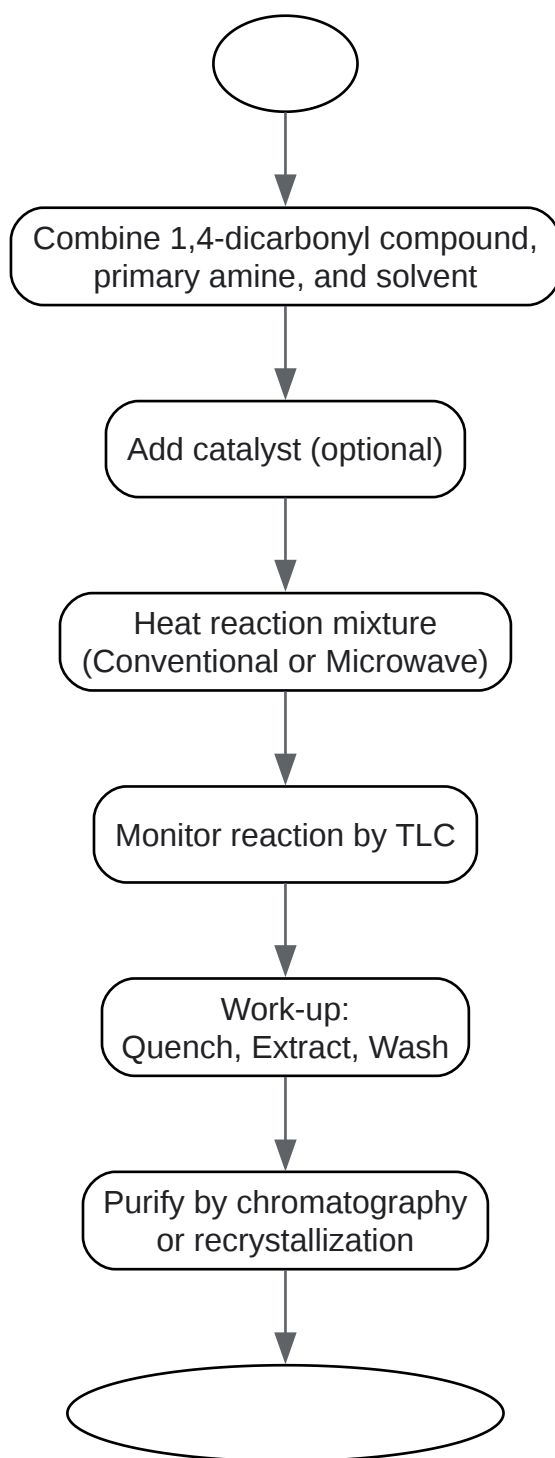 Combine 1,4-dicarbonyl compound,
primary amine, and solvent
Add catalyst (optional)
Heat reaction mixture
(Conventional or Microwave)
Monitor reaction by TLC
Work-up:
Quench, Extract, Wash
Purify by chromatography
or recrystallization